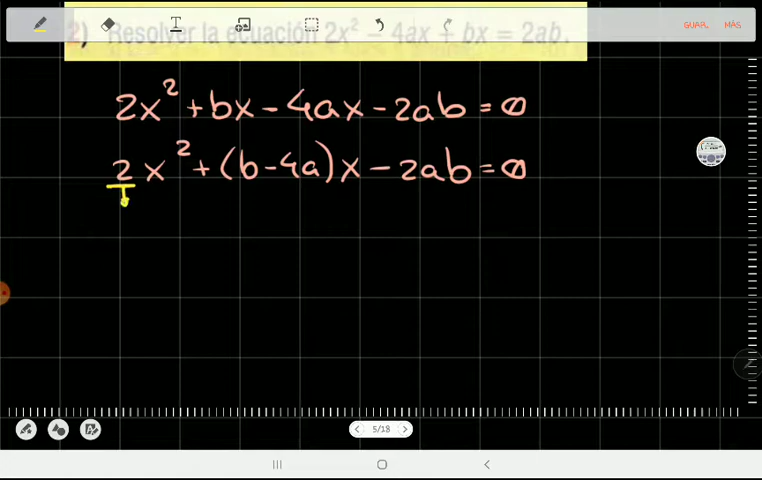 GUAR. MÁS
2) Resolver la ecuación 2x² − 4ax + bx = 2ab.
2x² + bx − 4ax − 2ab = 0
2x² + (b − 4a)x − 2ab = 0
5/18